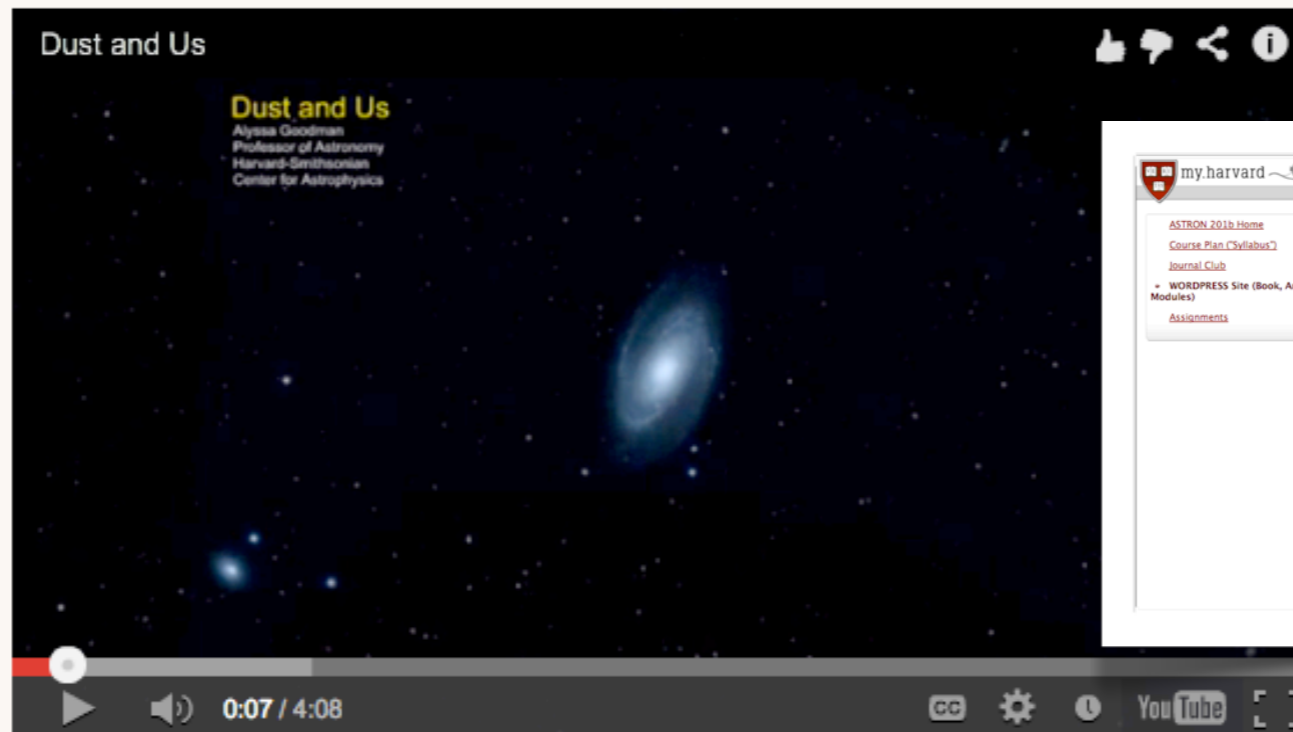 Dust and Us
Dust and Us
Alyssa Goodman
Professor of Astronomy
Harvard-Smithsonian
Center for Astrophysics
my.harvard
ASTRON 201b Home
Course Plan ("Syllabus")
Journal Club
+ WORDPRESS Site (Book, A
Modules)
Assignments
0:07 / 4:08
CC
YouTube